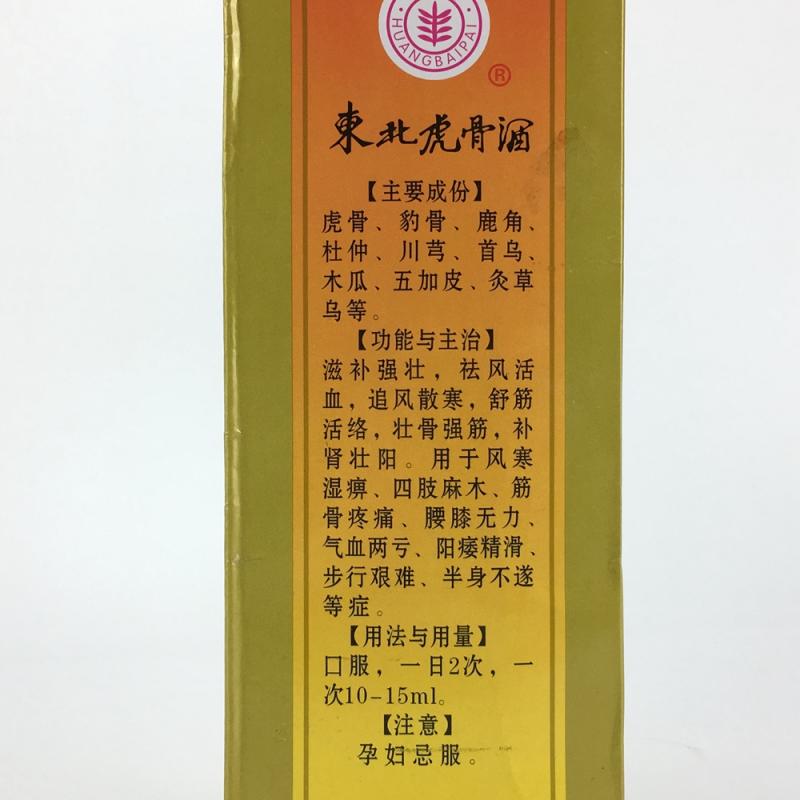 HUANGBAIPAI
®
東北虎骨酒
【主要成份】
虎骨、豹骨、鹿角、
杜仲、川芎、首乌、
木瓜、五加皮、灸草
乌等。
【功能与主治】
滋补强壮，祛风活
血，追风散寒，舒筋
活络，壮骨强筋，补
肾壮阳。用于风寒
湿痹、四肢麻木、筋
骨疼痛、腰膝无力、
气血两亏、阳痿精滑、
步行艰难、半身不遂
等症。
【用法与用量】
口服，一日2次，一
次10-15ml。
【注意】
孕妇忌服。